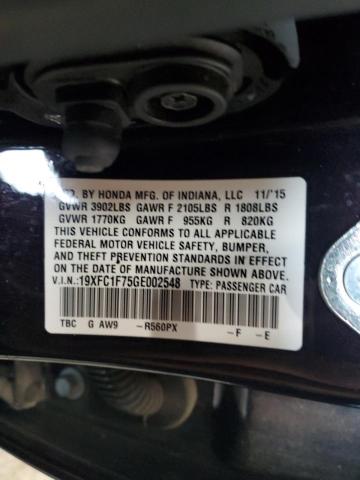 BY HONDA MFG. OF INDIANA, LLC 11/'15
GVWR 3902LBS GAWR F 2105LBS R 1808LBS
GVWR 1770KG GAWR F 955KG R 820KG
THIS VEHICLE CONFORMS TO ALL APPLICABLE
FEDERAL MOTOR VEHICLE SAFETY, BUMPER,
AND THEFT PREVENTION STANDARDS IN EFFECT
ON THE DATE OF MANUFACTURE SHOWN ABOVE.
V.I.N.:19XFC1F75GE002548 TYPE: PASSENGER CAR
TBC G AW9 -R560PX -F -E